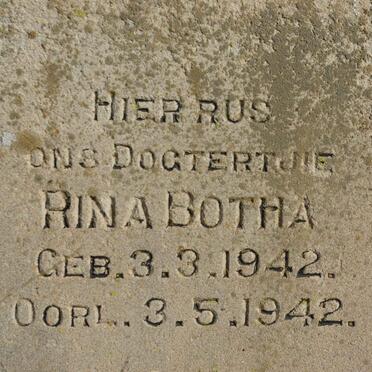 HIER RUS
ONS DOGTERTJIE
RINA BOTHA
GEB. 3. 3. 1942.
OORL. 3. 5. 1942.